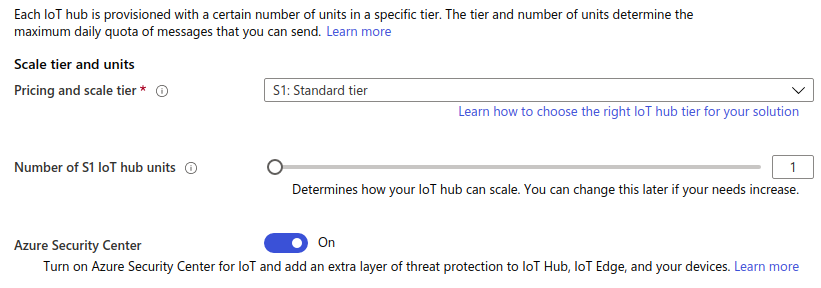 Each IoT hub is provisioned with a certain number of units in a specific tier. The tier and number of units determine the
maximum daily quota of messages that you can send. Learn more
Scale tier and units
Pricing and scale tier *
S1: Standard tier
Learn how to choose the right IoT hub tier for your solution
Number of S1 IoT hub units
1
Determines how your IoT hub can scale. You can change this later if your needs increase.
Azure Security Center
On
Turn on Azure Security Center for IoT and add an extra layer of threat protection to IoT Hub, IoT Edge, and your devices. Learn more